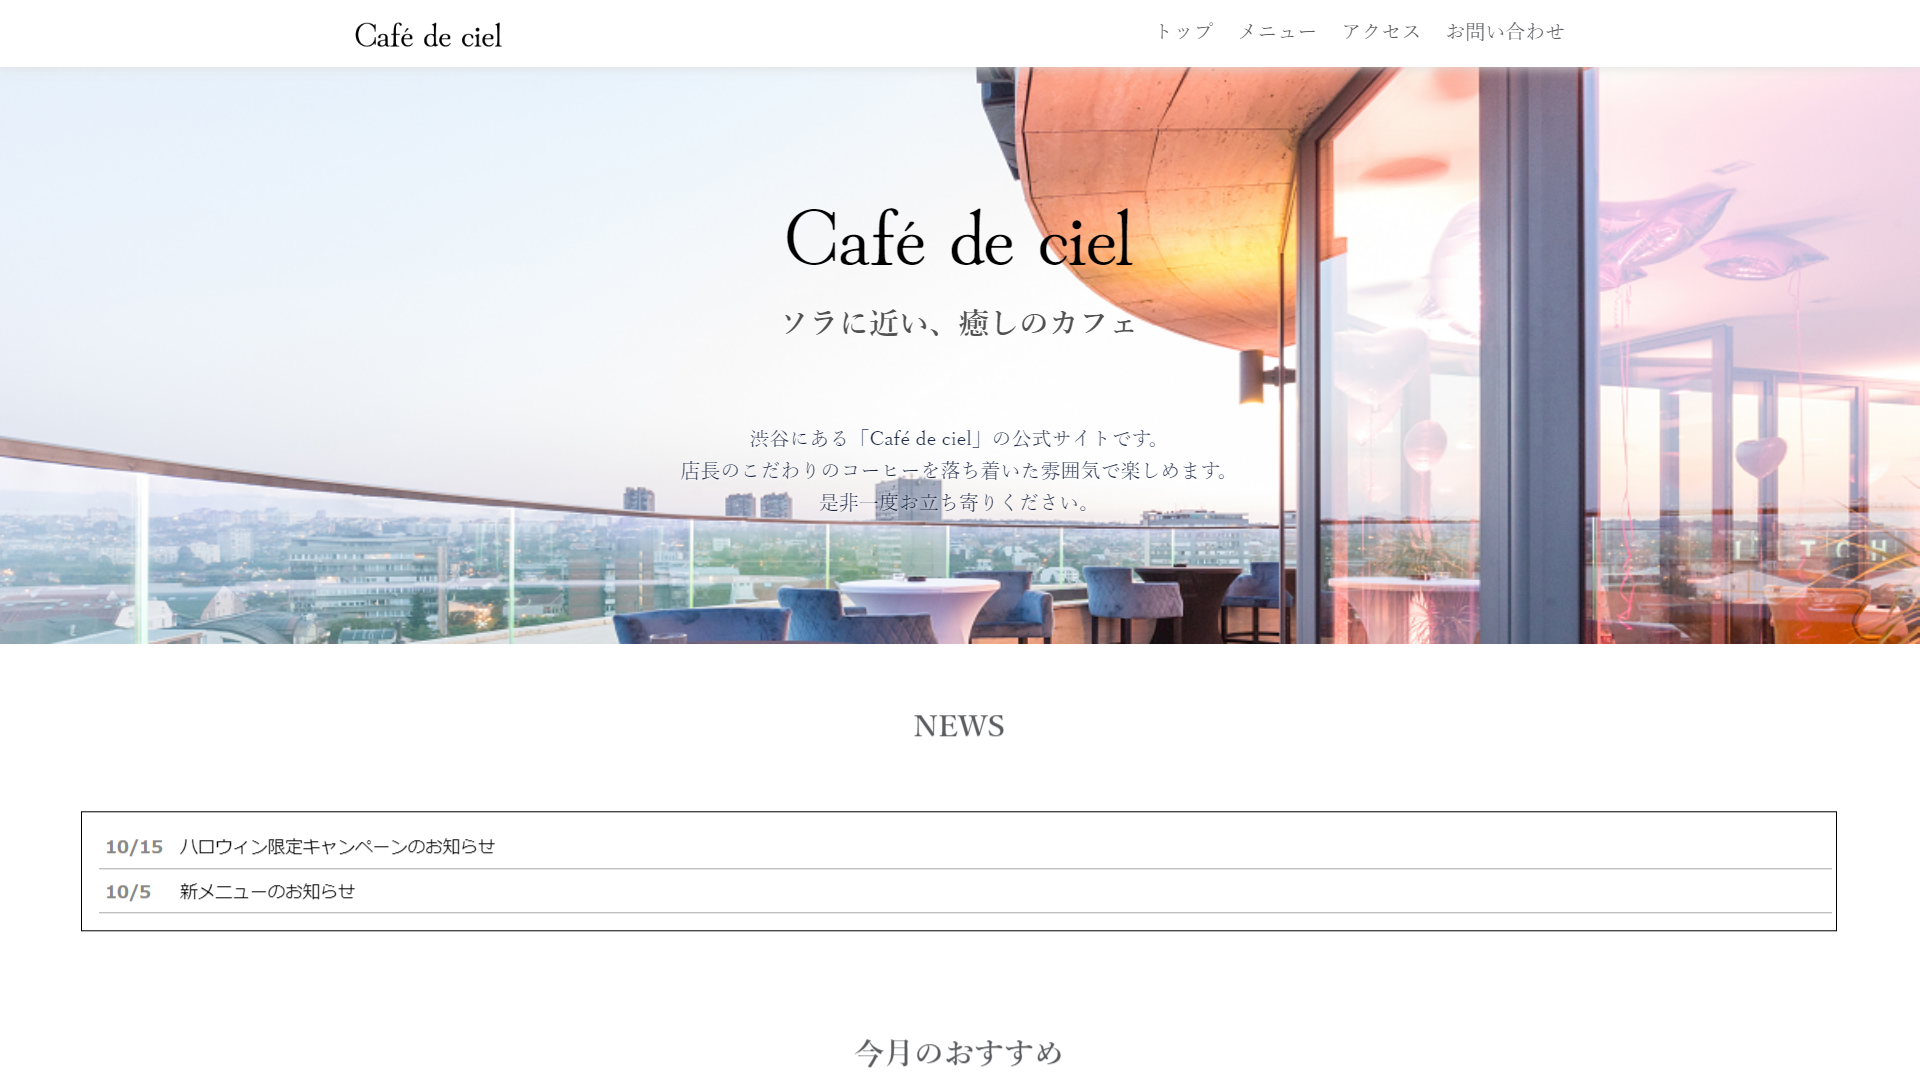 Café de ciel
トップ メニュー アクセス お問い合わせ
Café de ciel
ソラに近い、癒しのカフェ
渋谷にある「Café de ciel」の公式サイトです。
店長のこだわりのコーヒーを落ち着いた雰囲気で楽しめます。
是非一度お立ち寄りください。
NEWS
10/15 ハロウィン限定キャンペーンのお知らせ
10/5 新メニューのお知らせ
今月のおすすめ